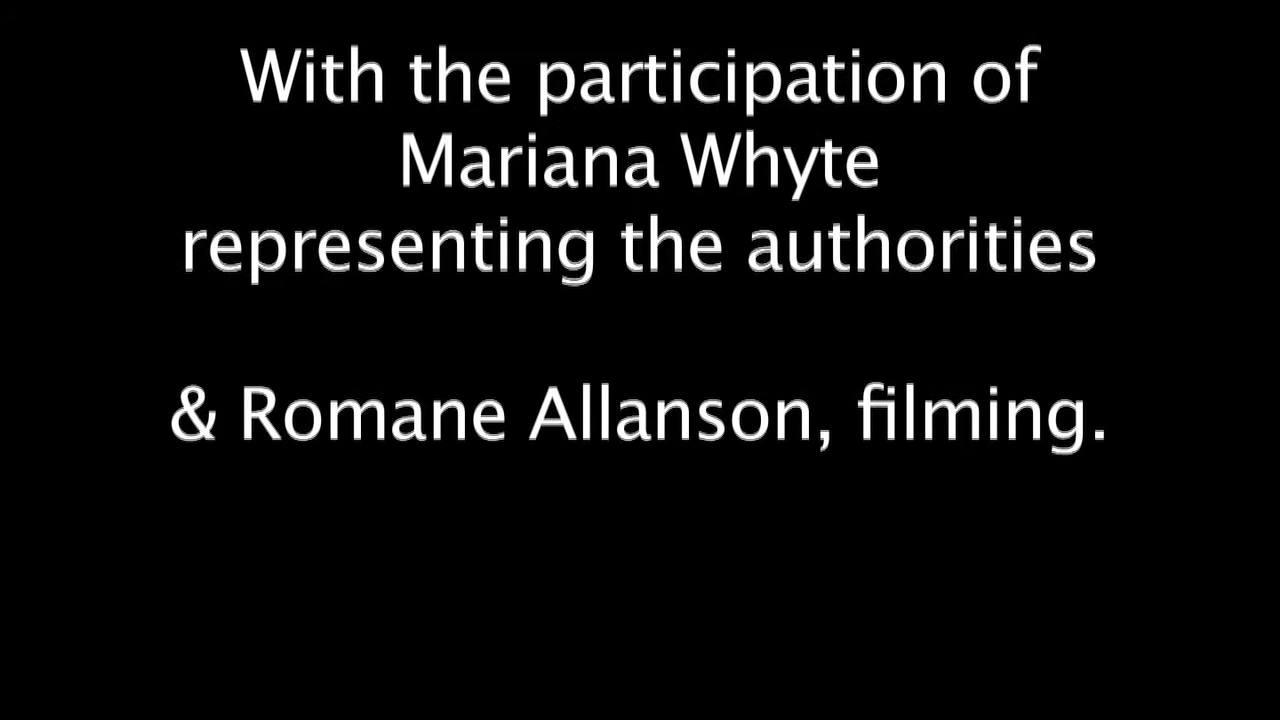 With the participation of
Mariana Whyte
representing the authorities
& Romane Allanson, filming.